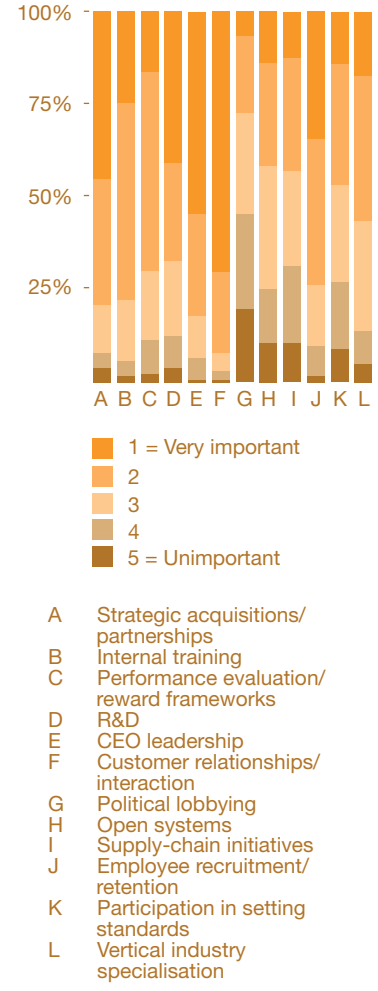 100%
75%
50%
25%
A B C D E F G H I J K L
1 = Very important
2
3
4
5 = Unimportant
A Strategic acquisitions/
partnerships
B Internal training
C Performance evaluation/
reward frameworks
D R&D
E CEO leadership
F Customer relationships/
interaction
G Political lobbying
H Open systems
I Supply-chain initiatives
J Employee recruitment/
retention
K Participation in setting
standards
L Vertical industry
specialisation